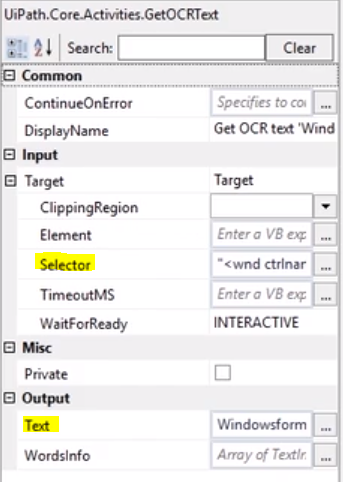 UiPath.Core.Activities.GetOCRText
Search: Clear
Common
ContinueOnError Specifies to co ...
DisplayName Get OCR text 'Wind
Input
Target Target
ClippingRegion
Element Enter a VB exp ...
Selector "<wnd ctrlnar ...
TimeoutMS Enter a VB exp ...
WaitForReady INTERACTIVE
Misc
Private
Output
Text Windowsform ...
WordsInfo Array of TextIn ...